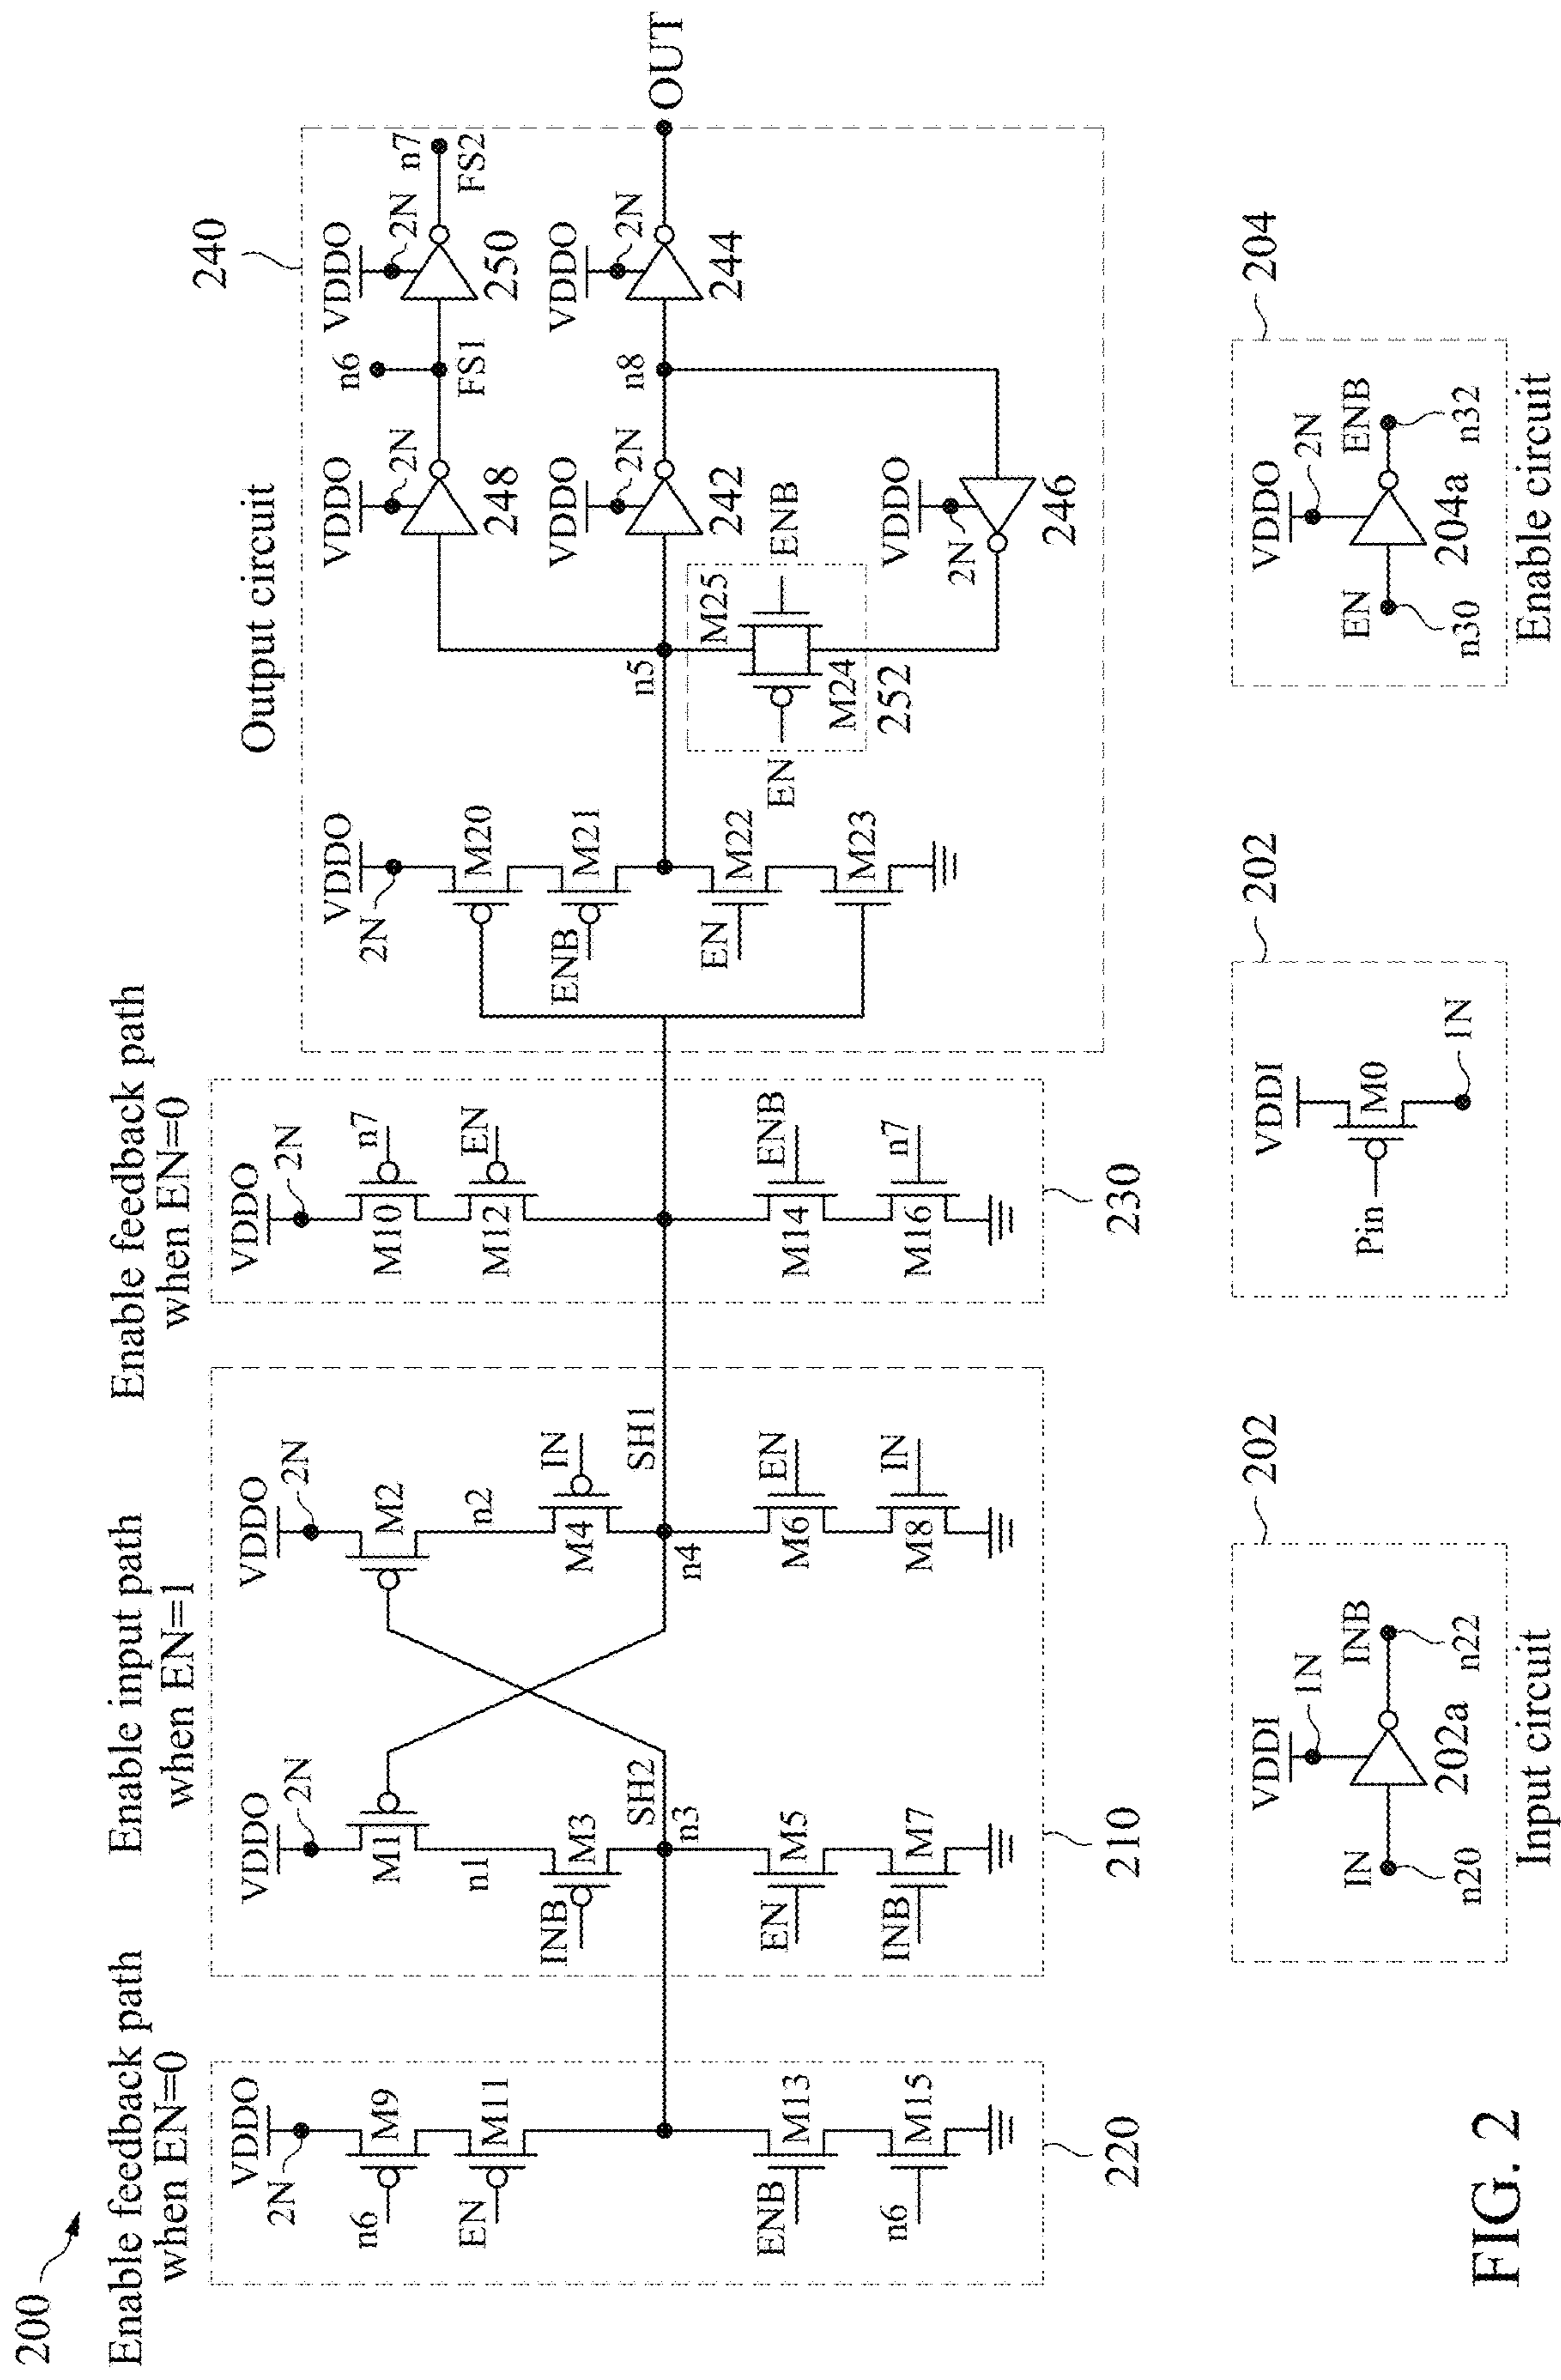 200
Enable feedback path
when EN=0
Enable input path
when EN=1
Enable feedback path
when EN=0
Output circuit
240
VDDO
2N
n6
M9
EN
M11
ENB
M13
n6
M15
220
VDDO
2N
M1
n1
INB
M3
SH2
n3
EN
M5
INB
M7
VDDO
2N
M2
n2
IN
M4
SH1
n4
EN
M6
IN
M8
210
VDDO
2N
n7
M10
EN
M12
ENB
M14
n7
M16
230
VDDO
2N
M20
ENB
M21
EN
M22
M23
n5
VDDO
2N
248
n6
FS1
VDDO
2N
250
n7
FS2
VDDO
2N
242
n8
VDDO
2N
244
OUT
M25
ENB
EN
M24
252
VDDO
2N
246
202
VDDI
1N
IN
n20
202a
INB
n22
Input circuit
202
VDDI
Pin
M0
1N
204
VDDO
2N
EN
n30
204a
ENB
n32
Enable circuit
FIG. 2